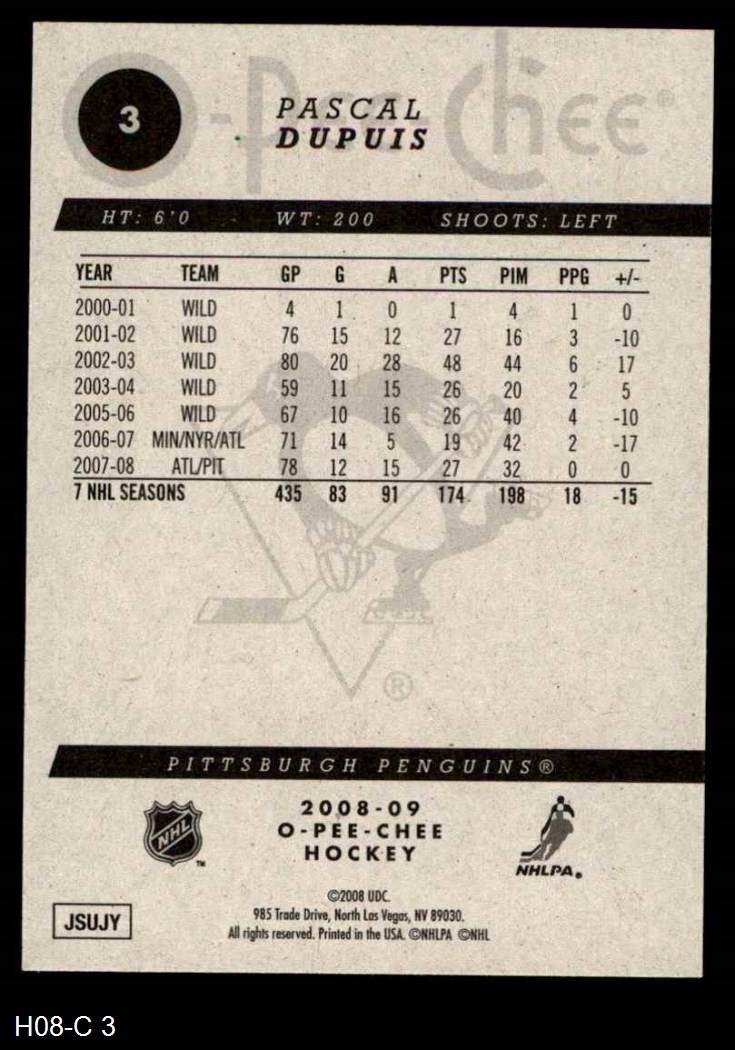 O-Pee-Chee®
3
PASCAL
DUPUIS
HT: 6'0 WT: 200 SHOOTS: LEFT
YEAR TEAM GP G A PTS PIM PPG +/-
2000-01 WILD 4 1 0 1 4 1 0
2001-02 WILD 76 15 12 27 16 3 -10
2002-03 WILD 80 20 28 48 44 6 17
2003-04 WILD 59 11 15 26 20 2 5
2005-06 WILD 67 10 16 26 40 4 -10
2006-07 MIN/NYR/ATL 71 14 5 19 42 2 -17
2007-08 ATL/PIT 78 12 15 27 32 0 0
7 NHL SEASONS 435 83 91 174 198 18 -15
®
PITTSBURGH PENGUINS®
NHL
TM
2008-09
O-PEE-CHEE
HOCKEY
NHLPA®
©2008 UDC.
985 Trade Drive, North Las Vegas, NV 89030.
All rights reserved. Printed in the USA. ©NHLPA ©NHL
JSUJY
H08-C 3